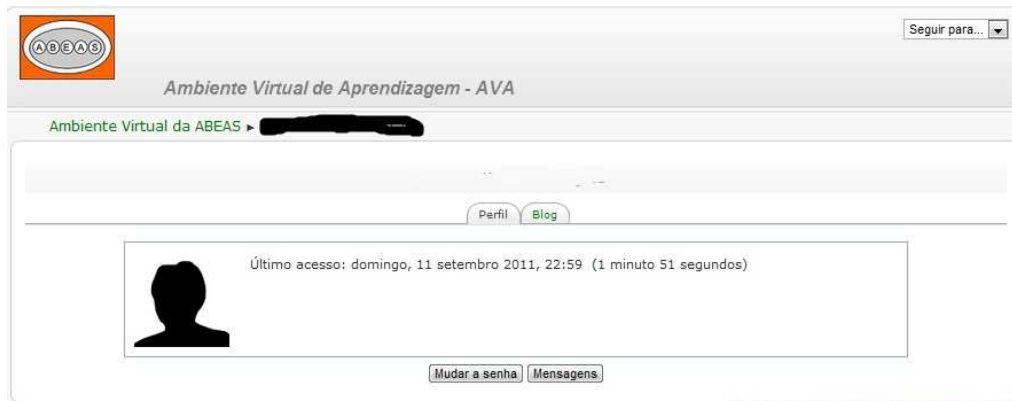 ABEAS
Seguir para...
Ambiente Virtual de Aprendizagem - AVA
Ambiente Virtual da ABEAS ►
Perfil Blog
Último acesso: domingo, 11 setembro 2011, 22:59 (1 minuto 51 segundos)
Mudar a senha Mensagens